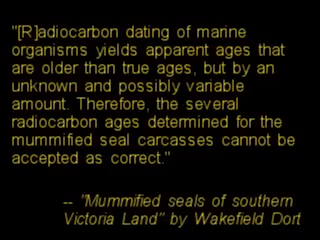 "[R]adiocarbon dating of marine
organisms yields apparent ages that
are older than true ages, but by an
unknown and possibly variable
amount. Therefore, the several
radiocarbon ages determined for the
mummified seal carcasses cannot be
accepted as correct."
-- "Mummified seals of southern
Victoria Land" by Wakefield Dort